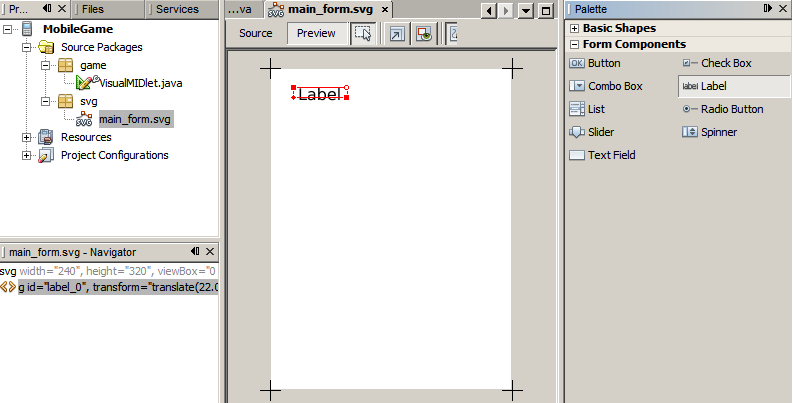 Pr...
Files
Services
MobileGame
Source Packages
game
VisualMIDlet.java
svg
main_form.svg
Resources
Project Configurations
main_form.svg - Navigator
svg width="240", height="320", viewBox="0
g id="label_0", transform="translate(22.0
...va
main_form.svg
Source
Preview
Label
Palette
Basic Shapes
Form Components
Button
Check Box
Combo Box
Label
List
Radio Button
Slider
Spinner
Text Field